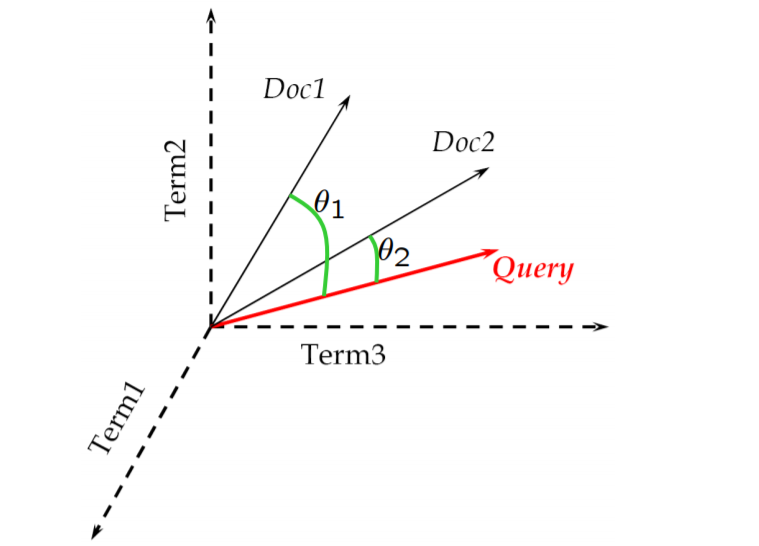 Doc1
Doc2
Term2
θ1
θ2
Query
Term3
Term1